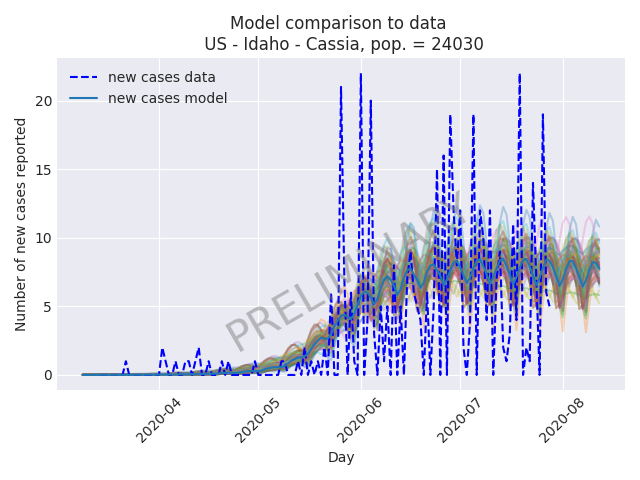 Model comparison to data
US - Idaho - Cassia, pop. = 24030
new cases data
new cases model
PRELIMINARY
Number of new cases reported
20
15
10
5
0
2020-04
2020-05
2020-06
2020-07
2020-08
Day